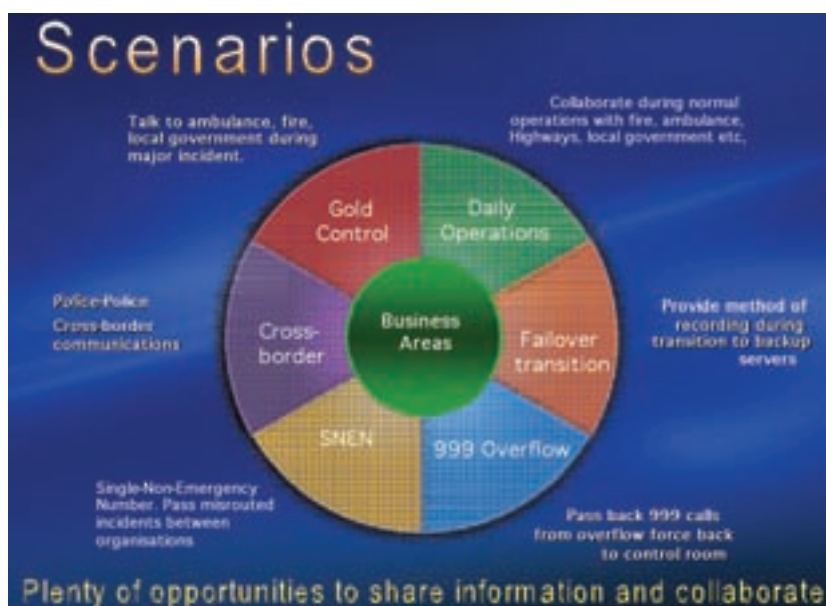 Scenarios
Talk to ambulance, fire,
local government during
major incident.
Collaborate during normal
operations with fire, ambulance,
Highways, local government etc,
Gold
Control
Daily
Operations
Police-Police
Cross-border
communications
Cross-
border
Business
Areas
Failover
transition
Provide method of
recording during
transition to backup
servers
SNEN
999 Overflow
Single-Non-Emergency
Number. Pass misrouted
incidents between
organisations
Pass back 999 calls
from overflow force back
to control room
Plenty of opportunities to share information and collaborate